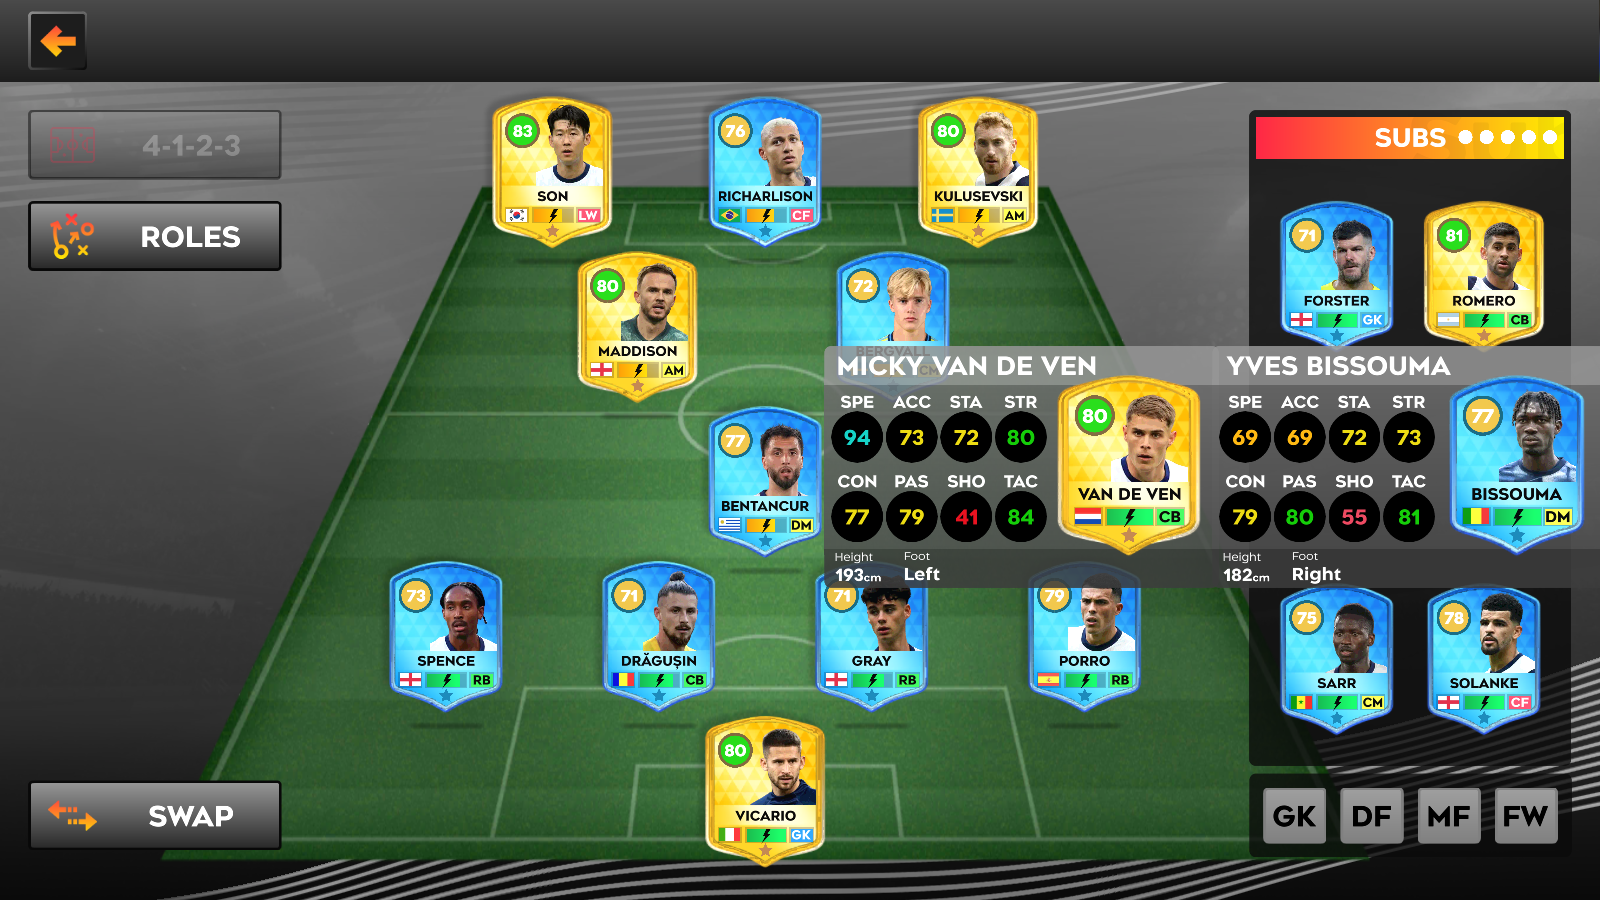 4-1-2-3
ROLES
SWAP
83
SON
LW
76
RICHARLISON
CF
80
KULUSEVSKI
AM
80
MADDISON
AM
72
BERGVALL
CM
77
BENTANCUR
DM
73
SPENCE
RB
71
DRĂGUȘIN
CB
71
GRAY
RB
79
PORRO
RB
80
VICARIO
GK
SUBS
71
FORSTER
GK
81
ROMERO
CB
MICKY VAN DE VEN
SPE ACC STA STR
94 73 72 80
CON PAS SHO TAC
77 79 41 84
Height Foot
193cm Left
80
VAN DE VEN
CB
YVES BISSOUMA
SPE ACC STA STR
69 69 72 73
CON PAS SHO TAC
79 80 55 81
Height Foot
182cm Right
77
BISSOUMA
DM
75
SARR
CM
78
SOLANKE
CF
GK DF MF FW